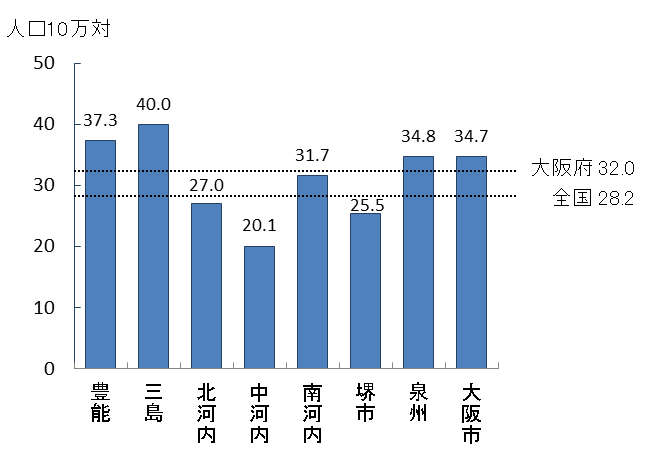 人口10万対
50
40
30
20
10
0
37.3
40.0
27.0
20.1
31.7
25.5
34.8
34.7
大阪府 32.0
全国 28.2
豊能
三島
北河内
中河内
南河内
堺市
泉州
大阪市